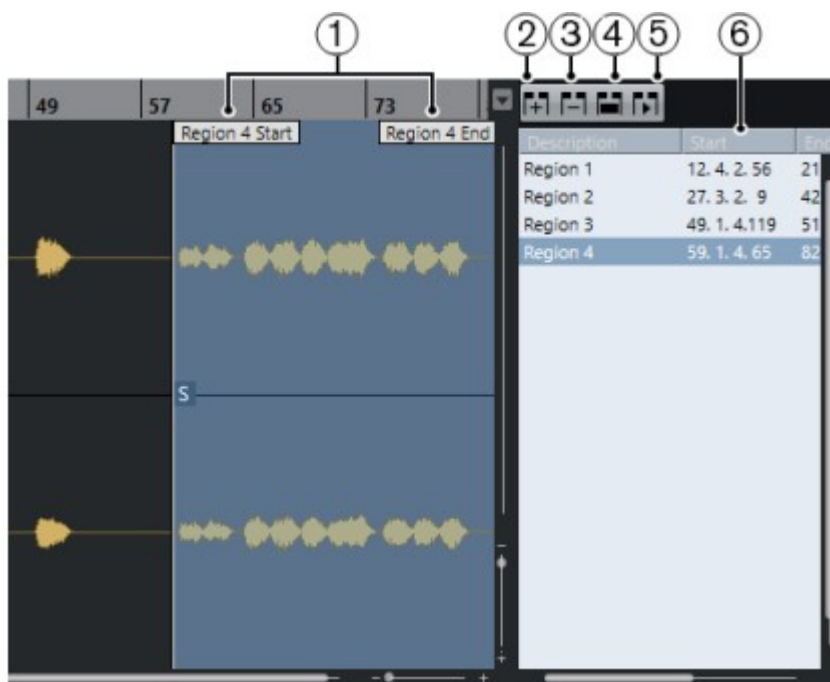 1 2 3 4 5 6
49 57 65 73
Region 4 Start Region 4 End
Description Start End
Region 1 12. 4. 2. 56 21
Region 2 27. 3. 2. 9 42
Region 3 49. 1. 4.119 51
Region 4 59. 1. 4. 65 82
S